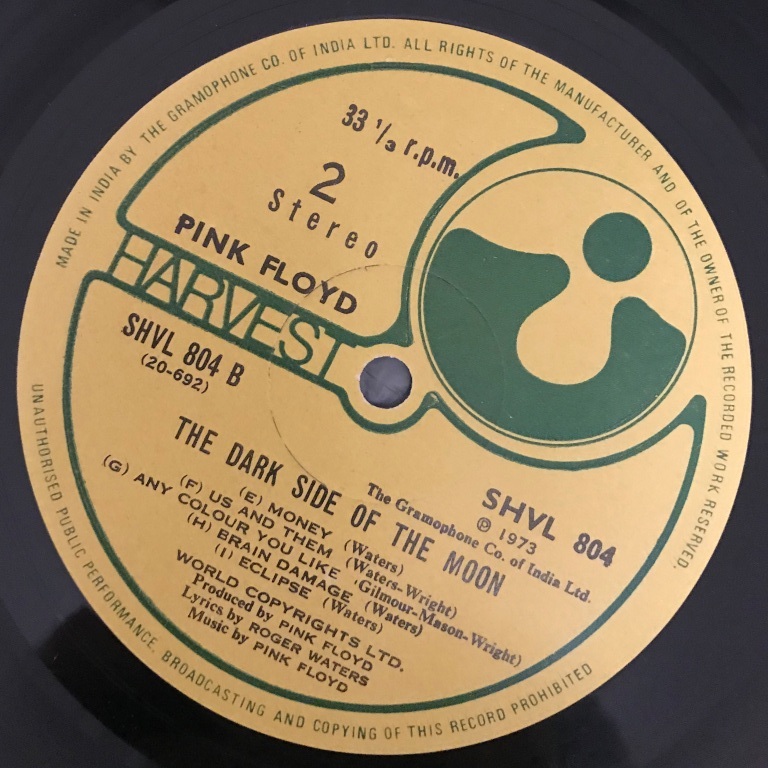 MADE IN INDIA BY THE GRAMOPHONE CO. OF INDIA LTD. ALL RIGHTS OF THE MANUFACTURER AND OF THE OWNER OF THE RECORDED WORK RESERVED.
33 1/3 r.p.m.
2
Stereo
PINK FLOYD
HARVEST
SHVL 804 B
(20-692)
SHVL 804
℗ 1973
The Gramophone Co. of India Ltd.
THE DARK SIDE OF THE MOON
(E) MONEY (Waters)
(F) US AND THEM (Waters-Wright)
(G) ANY COLOUR YOU LIKE (Gilmour-Mason-Wright)
(H) BRAIN DAMAGE (Waters)
(I) ECLIPSE (Waters)
WORLD COPYRIGHTS LTD.
Produced by PINK FLOYD
Lyrics by ROGER WATERS
Music by PINK FLOYD
UNAUTHORISED PUBLIC PERFORMANCE, BROADCASTING AND COPYING OF THIS RECORD PROHIBITED